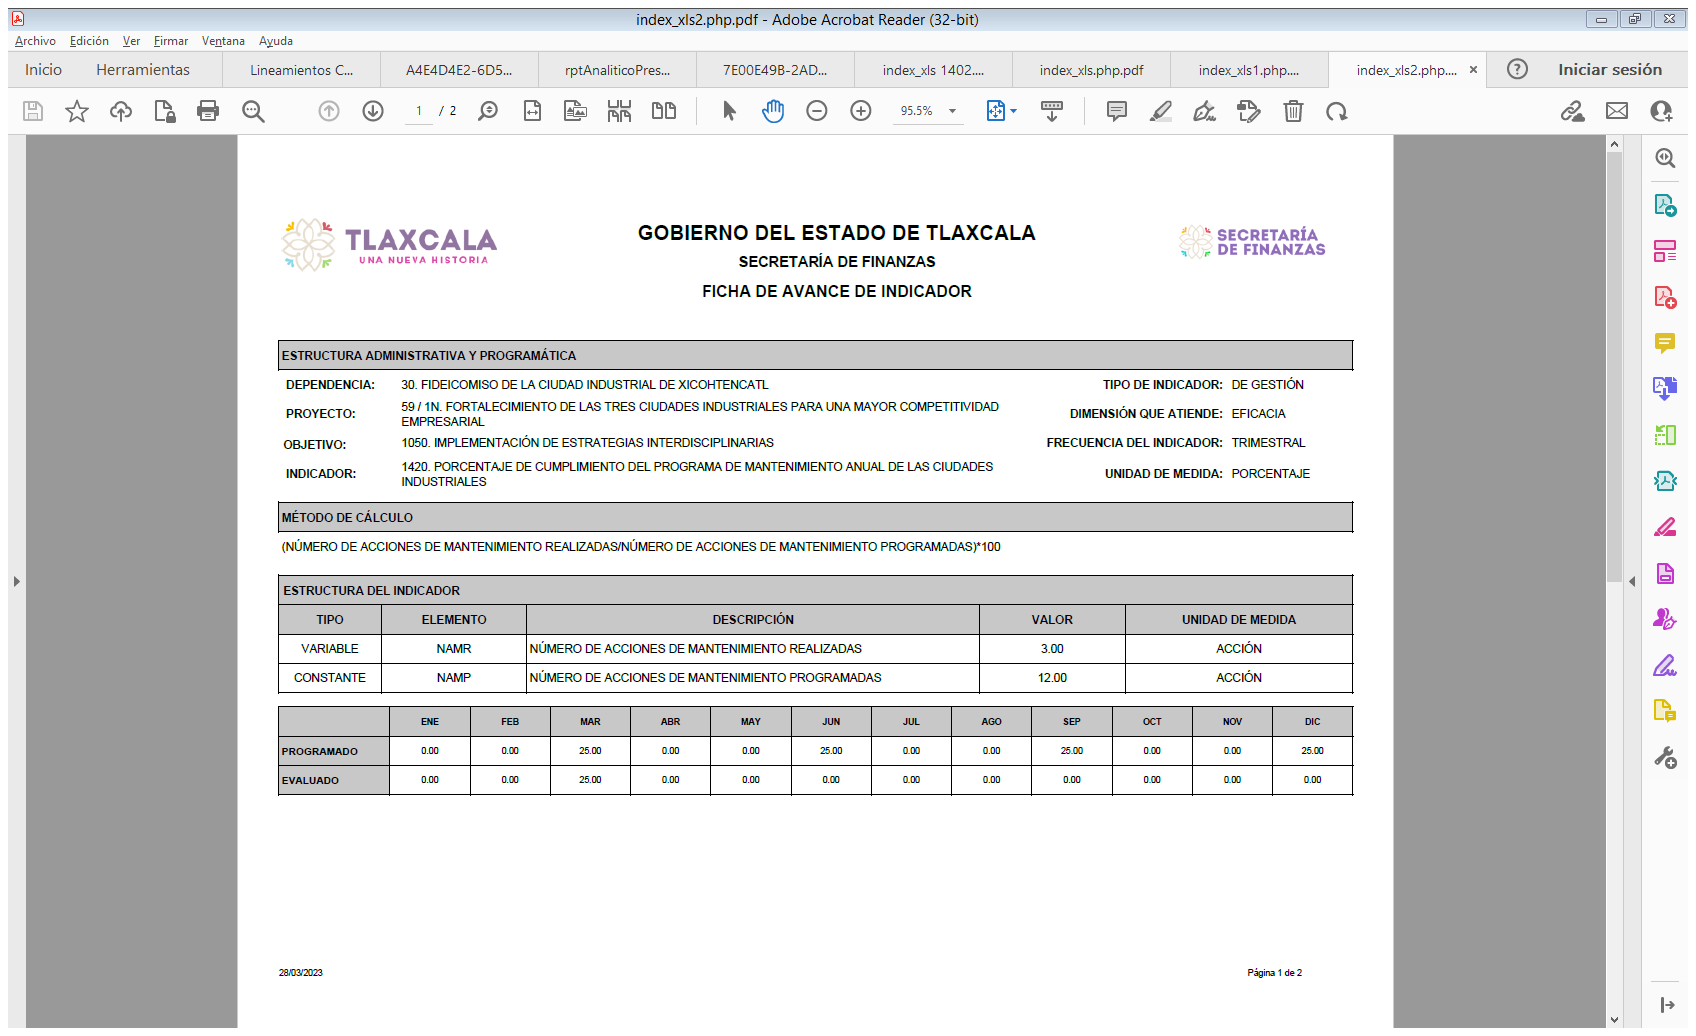 index_xls2.php.pdf - Adobe Acrobat Reader (32-bit)
Archivo Edición Ver Firmar Ventana Ayuda
Inicio Herramientas Lineamientos C... A4E4D4E2-6D5... rptAnaliticoPres... 7E00E49B-2AD... index_xls 1402.... index_xls.php.pdf index_xls1.php.... index_xls2.php.... × ? Iniciar sesión
1 / 2 95.5%
TLAXCALA
UNA NUEVA HISTORIA
GOBIERNO DEL ESTADO DE TLAXCALA
SECRETARÍA DE FINANZAS
FICHA DE AVANCE DE INDICADOR
SECRETARÍA
DE FINANZAS
ESTRUCTURA ADMINISTRATIVA Y PROGRAMÁTICA
DEPENDENCIA: 30. FIDEICOMISO DE LA CIUDAD INDUSTRIAL DE XICOHTENCATL TIPO DE INDICADOR: DE GESTIÓN
PROYECTO: 59 / 1N. FORTALECIMIENTO DE LAS TRES CIUDADES INDUSTRIALES PARA UNA MAYOR COMPETITIVIDAD
EMPRESARIAL DIMENSIÓN QUE ATIENDE: EFICACIA
OBJETIVO: 1050. IMPLEMENTACIÓN DE ESTRATEGIAS INTERDISCIPLINARIAS FRECUENCIA DEL INDICADOR: TRIMESTRAL
INDICADOR: 1420. PORCENTAJE DE CUMPLIMIENTO DEL PROGRAMA DE MANTENIMIENTO ANUAL DE LAS CIUDADES
INDUSTRIALES UNIDAD DE MEDIDA: PORCENTAJE
MÉTODO DE CÁLCULO
(NÚMERO DE ACCIONES DE MANTENIMIENTO REALIZADAS/NÚMERO DE ACCIONES DE MANTENIMIENTO PROGRAMADAS)*100
ESTRUCTURA DEL INDICADOR
TIPO ELEMENTO DESCRIPCIÓN VALOR UNIDAD DE MEDIDA
VARIABLE NAMR NÚMERO DE ACCIONES DE MANTENIMIENTO REALIZADAS 3.00 ACCIÓN
CONSTANTE NAMP NÚMERO DE ACCIONES DE MANTENIMIENTO PROGRAMADAS 12.00 ACCIÓN
ENE FEB MAR ABR MAY JUN JUL AGO SEP OCT NOV DIC
PROGRAMADO 0.00 0.00 25.00 0.00 0.00 25.00 0.00 0.00 25.00 0.00 0.00 25.00
EVALUADO 0.00 0.00 25.00 0.00 0.00 0.00 0.00 0.00 0.00 0.00 0.00 0.00
28/03/2023 Página 1 de 2